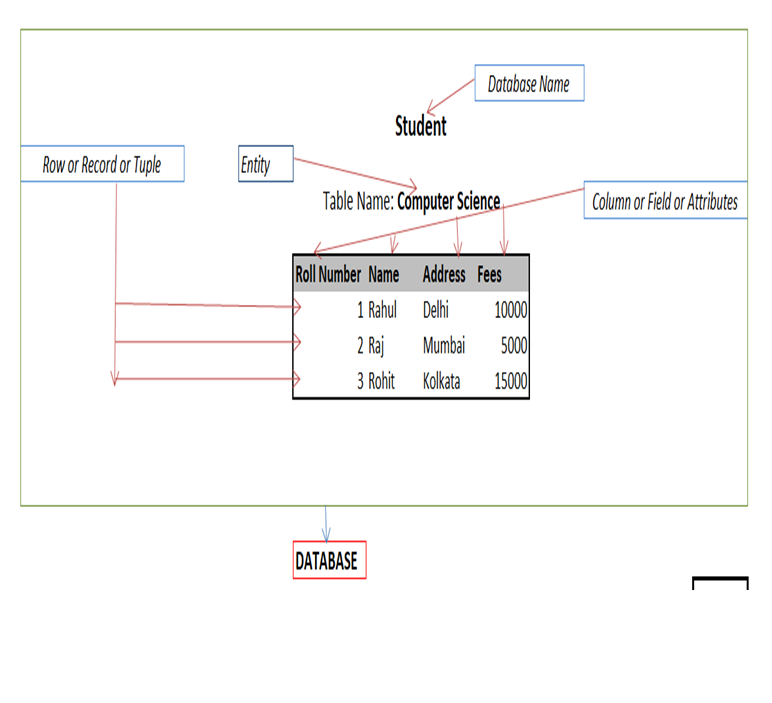 Database Name
Student
Row or Record or Tuple
Entity
Table Name: Computer Science
Column or Field or Attributes
Roll Number Name Address Fees
1 Rahul Delhi 10000
2 Raj Mumbai 5000
3 Rohit Kolkata 15000
DATABASE